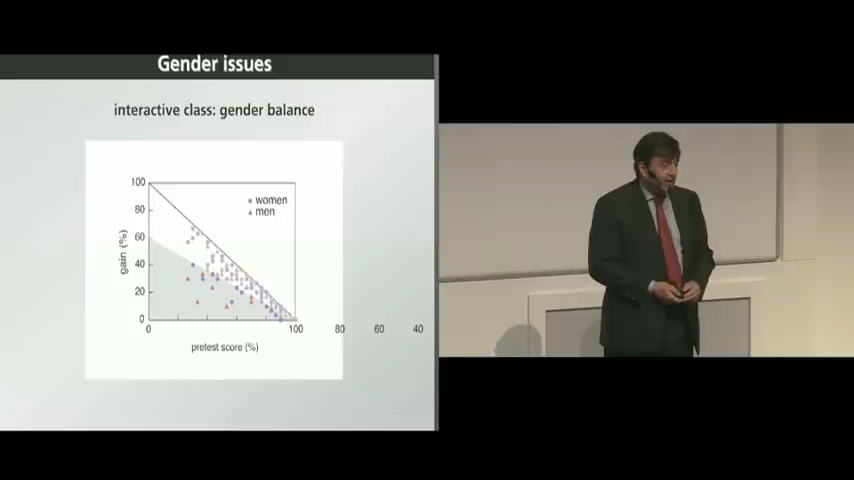 Gender issues
interactive class: gender balance
100
80
60
40
20
0
gain (%)
women
men
0
100
80
60
40
pretest score (%)